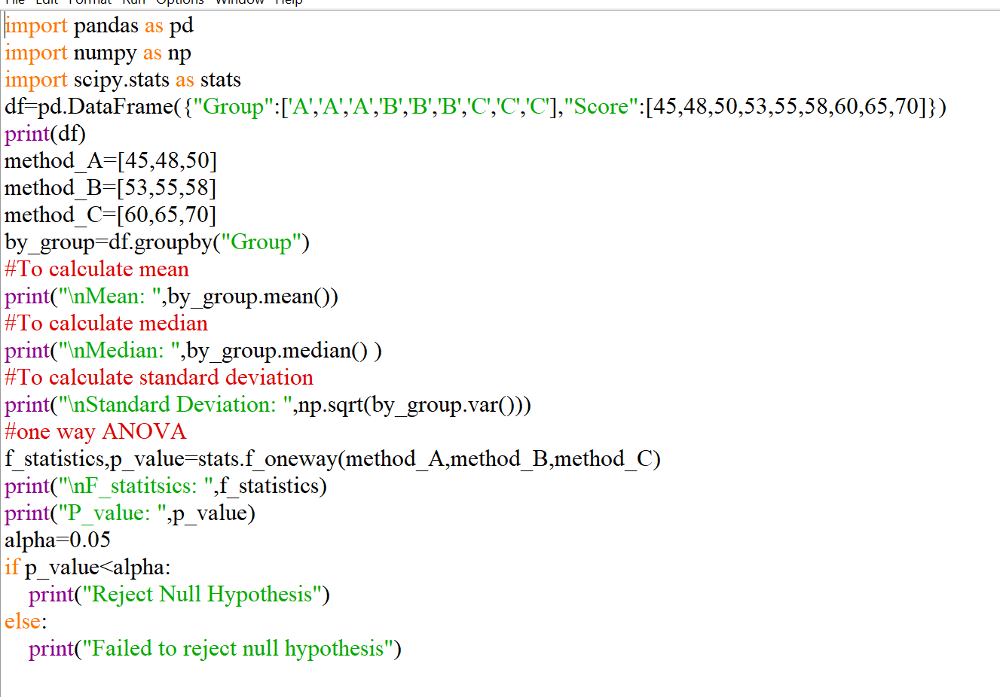 File Edit Format Run Options Window Help
import pandas as pd
import numpy as np
import scipy.stats as stats
df=pd.DataFrame({"Group":['A','A','A','B','B','B','C','C','C'],"Score":[45,48,50,53,55,58,60,65,70]})
print(df)
method_A=[45,48,50]
method_B=[53,55,58]
method_C=[60,65,70]
by_group=df.groupby("Group")
#To calculate mean
print("\nMean: ",by_group.mean())
#To calculate median
print("\nMedian: ",by_group.median() )
#To calculate standard deviation
print("\nStandard Deviation: ",np.sqrt(by_group.var()))
#one way ANOVA
f_statistics,p_value=stats.f_oneway(method_A,method_B,method_C)
print("\nF_statitsics: ",f_statistics)
print("P_value: ",p_value)
alpha=0.05
if p_value<alpha:
    print("Reject Null Hypothesis")
else:
    print("Failed to reject null hypothesis")